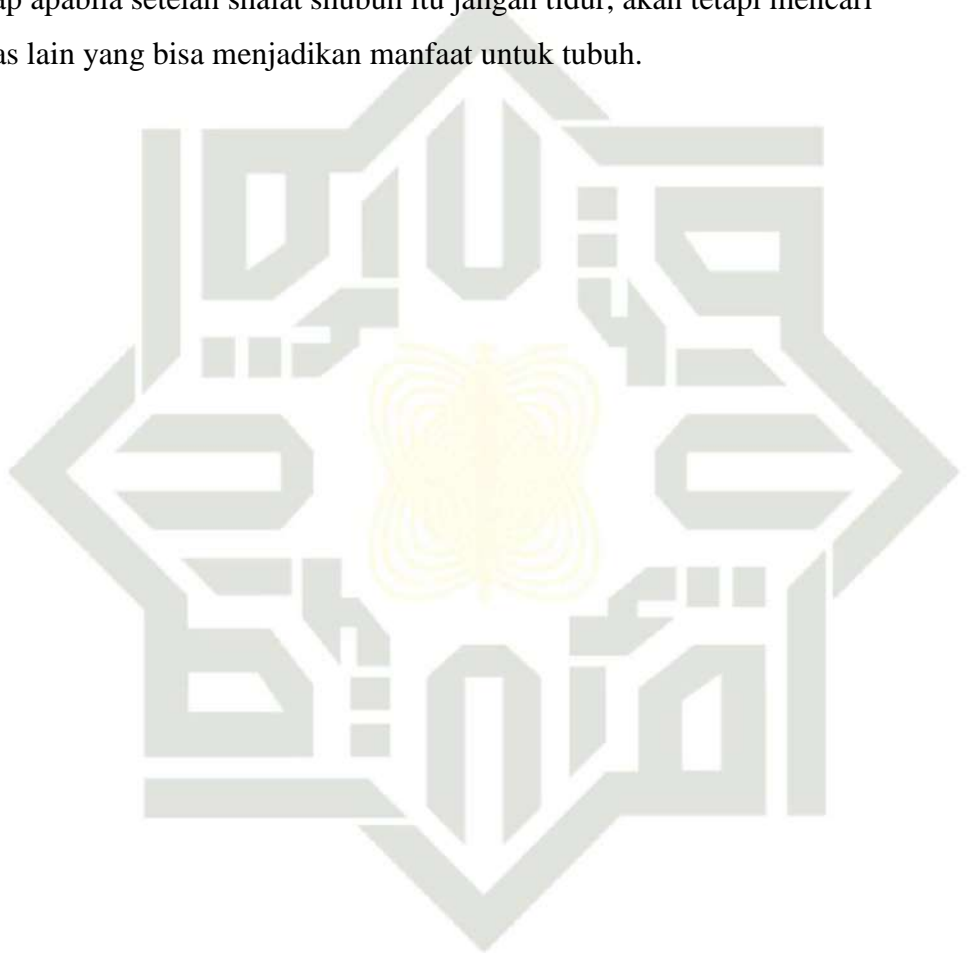 ap apabila setelah shalat shubuh itu jangan tidur, akan tetapi mencari
as lain yang bisa menjadikan manfaat untuk tubuh.